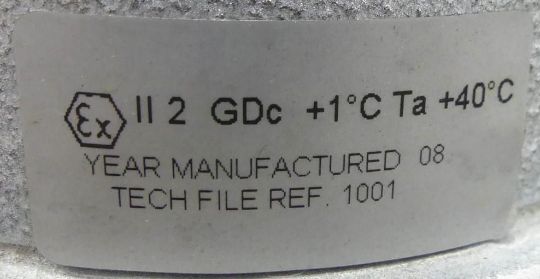 Ex II 2 GDc +1°C Ta +40°C
YEAR MANUFACTURED 08
TECH FILE REF. 1001